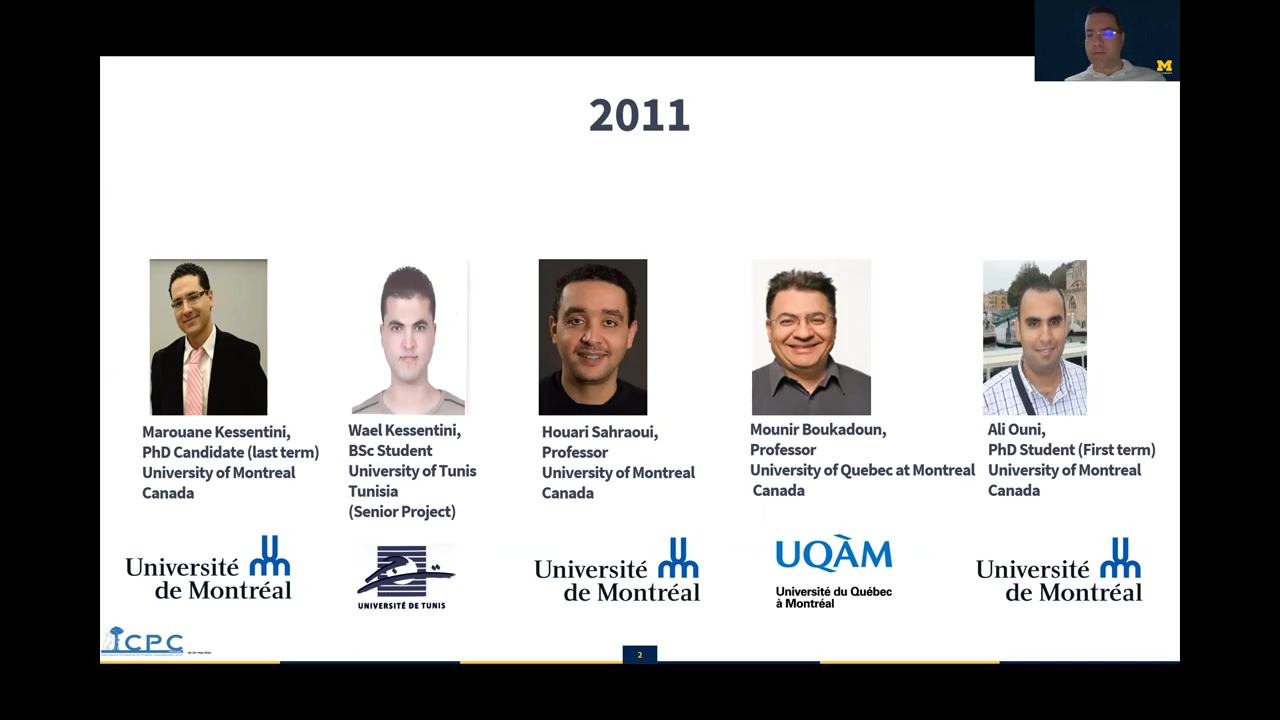 2011
M
Marouane Kessentini,
PhD Candidate (last term)
University of Montreal
Canada
Wael Kessentini,
BSc Student
University of Tunis
Tunisia
(Senior Project)
Houari Sahraoui,
Professor
University of Montreal
Canada
Mounir Boukadoun,
Professor
University of Quebec at Montreal
Canada
Ali Ouni,
PhD Student (First term)
University of Montreal
Canada
Université
de Montréal
UNIVERSITÉ DE TUNIS
Université
de Montréal
UQÀM
Université du Québec
à Montréal
Université
de Montréal
ICPC
2